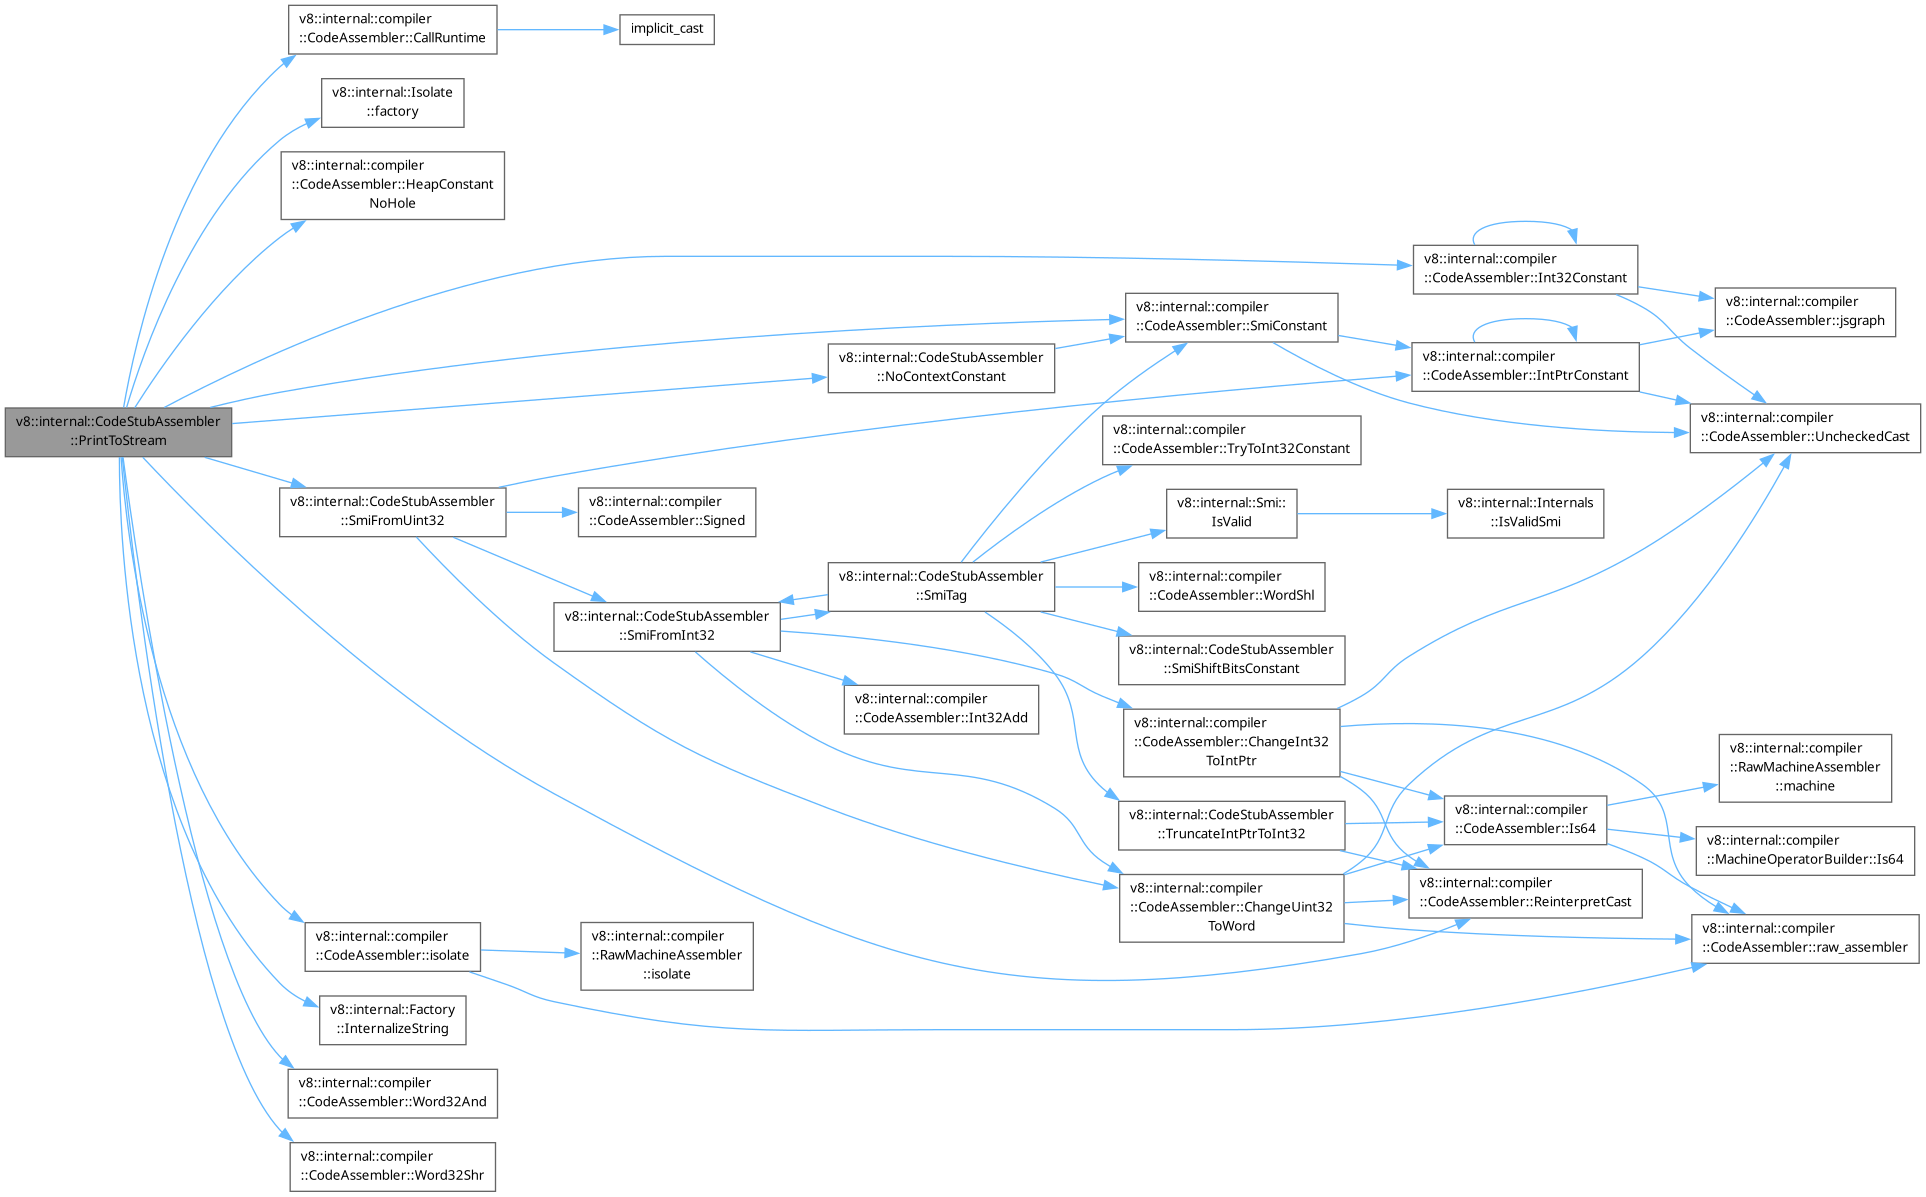 v8::internal::compiler
::CodeAssembler::CallRuntime
implicit_cast
v8::internal::Isolate
::factory
v8::internal::compiler
::CodeAssembler::HeapConstant
NoHole
v8::internal::compiler
::CodeAssembler::Int32Constant
v8::internal::compiler
::CodeAssembler::jsgraph
v8::internal::compiler
::CodeAssembler::SmiConstant
v8::internal::CodeStubAssembler
::NoContextConstant
v8::internal::compiler
::CodeAssembler::IntPtrConstant
v8::internal::CodeStubAssembler
::PrintToStream
v8::internal::compiler
::CodeAssembler::UncheckedCast
v8::internal::compiler
::CodeAssembler::TryToInt32Constant
v8::internal::CodeStubAssembler
::SmiFromUint32
v8::internal::compiler
::CodeAssembler::Signed
v8::internal::Smi::
IsValid
v8::internal::Internals
::IsValidSmi
v8::internal::CodeStubAssembler
::SmiTag
v8::internal::compiler
::CodeAssembler::WordShl
v8::internal::CodeStubAssembler
::SmiFromInt32
v8::internal::CodeStubAssembler
::SmiShiftBitsConstant
v8::internal::compiler
::CodeAssembler::Int32Add
v8::internal::compiler
::CodeAssembler::ChangeInt32
ToIntPtr
v8::internal::compiler
::RawMachineAssembler
::machine
v8::internal::CodeStubAssembler
::TruncateIntPtrToInt32
v8::internal::compiler
::CodeAssembler::Is64
v8::internal::compiler
::MachineOperatorBuilder::Is64
v8::internal::compiler
::CodeAssembler::ChangeUint32
ToWord
v8::internal::compiler
::CodeAssembler::ReinterpretCast
v8::internal::compiler
::CodeAssembler::raw_assembler
v8::internal::compiler
::CodeAssembler::isolate
v8::internal::compiler
::RawMachineAssembler
::isolate
v8::internal::Factory
::InternalizeString
v8::internal::compiler
::CodeAssembler::Word32And
v8::internal::compiler
::CodeAssembler::Word32Shr